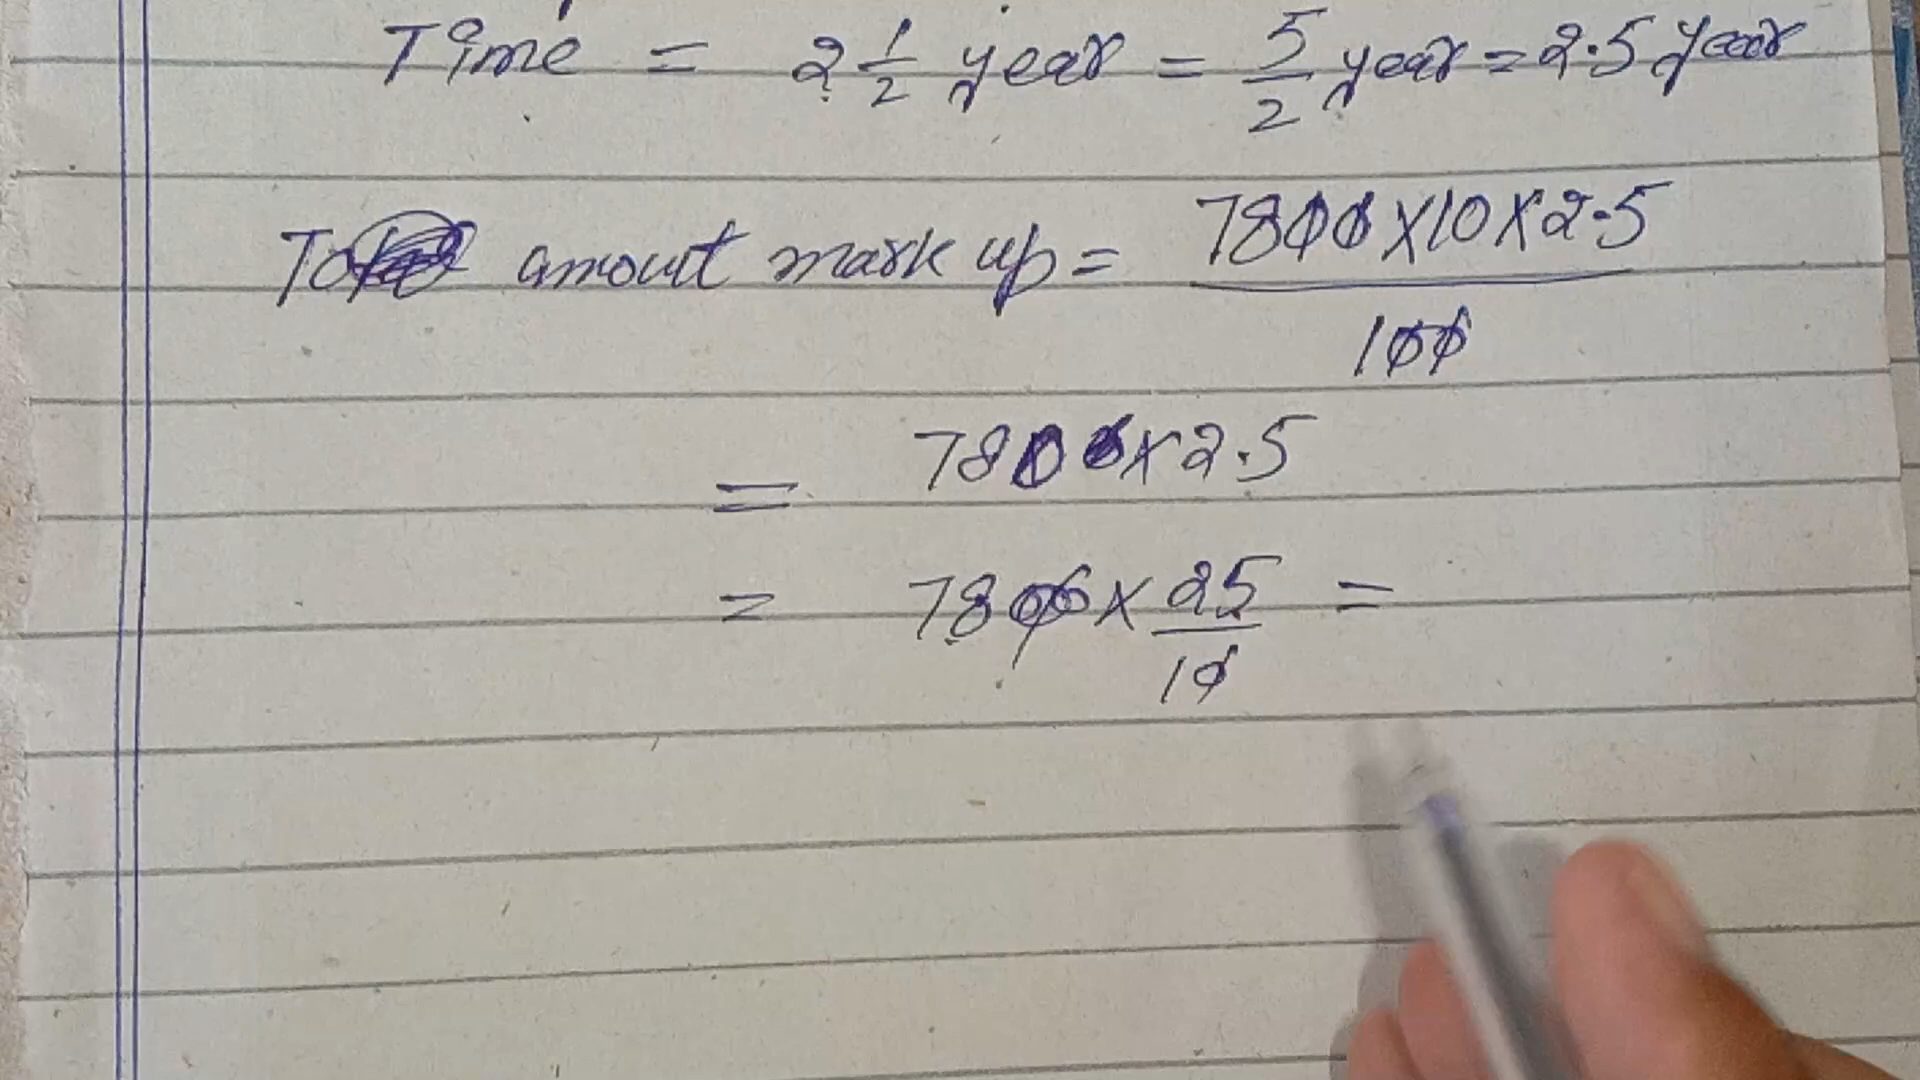 Time = 2 1/2 year = 5/2 year = 2.5 year
amout mark up = 7800 X 10 X 2.5 / 100
= 7800 X 2.5
= 7800 X 25/10 =